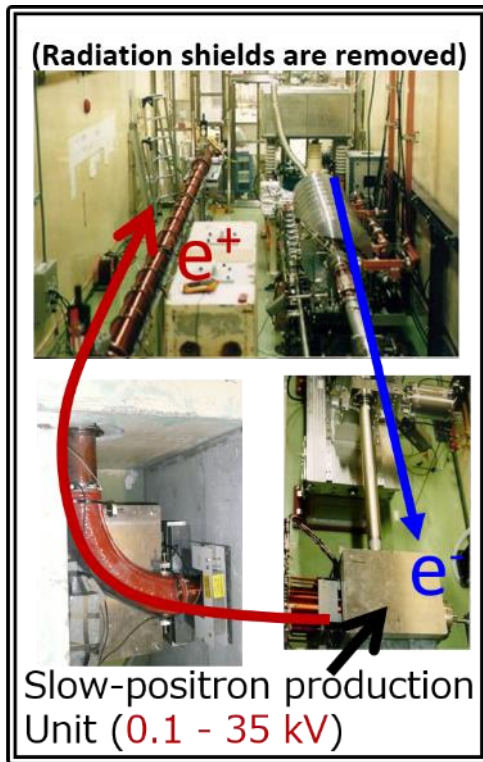 (Radiation shields are removed)
e+
e-
Slow-positron production
Unit (0.1 - 35 kV)